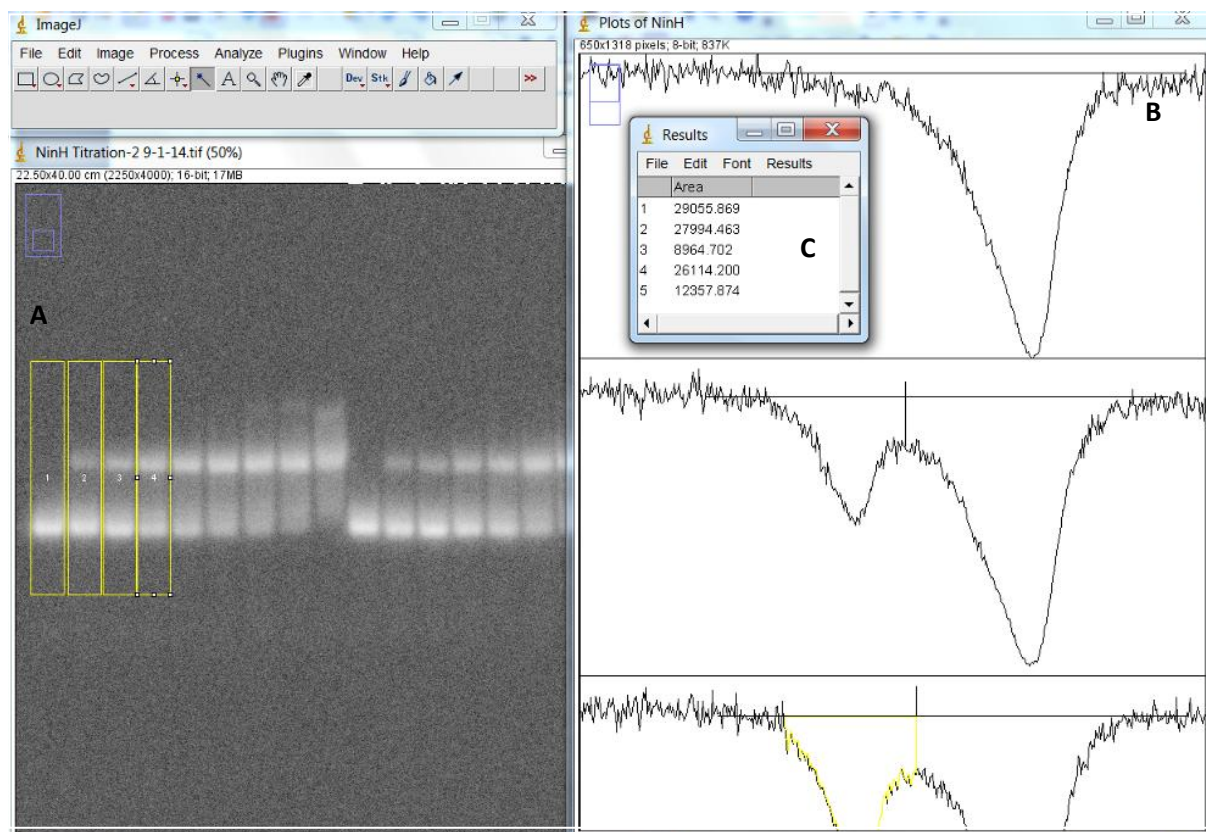 ImageJ
File Edit Image Process Analyze Plugins Window Help
A Dev Stk >>
NinH Titration-2 9-1-14.tif (50%)
22.50x40.00 cm (2250x4000); 16-bit; 17MB
A
1 2 3 4
Plots of NinH
650x1318 pixels; 8-bit; 837K
B
Results
File Edit Font Results
Area
1 29055.869
2 27994.463
3 8964.702
4 26114.200
5 12357.874
C